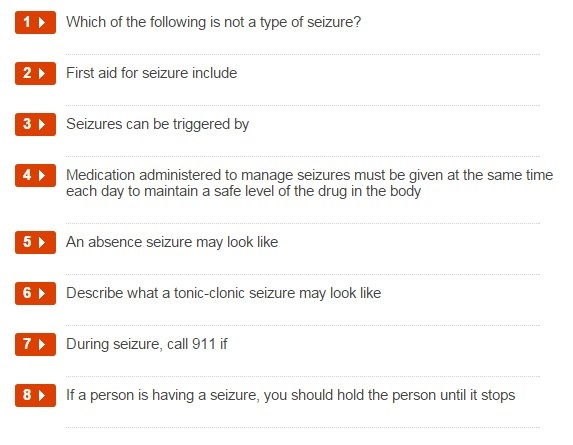 1 Which of the following is not a type of seizure?
2 First aid for seizure include
3 Seizures can be triggered by
4 Medication administered to manage seizures must be given at the same time
each day to maintain a safe level of the drug in the body
5 An absence seizure may look like
6 Describe what a tonic-clonic seizure may look like
7 During seizure, call 911 if
8 If a person is having a seizure, you should hold the person until it stops